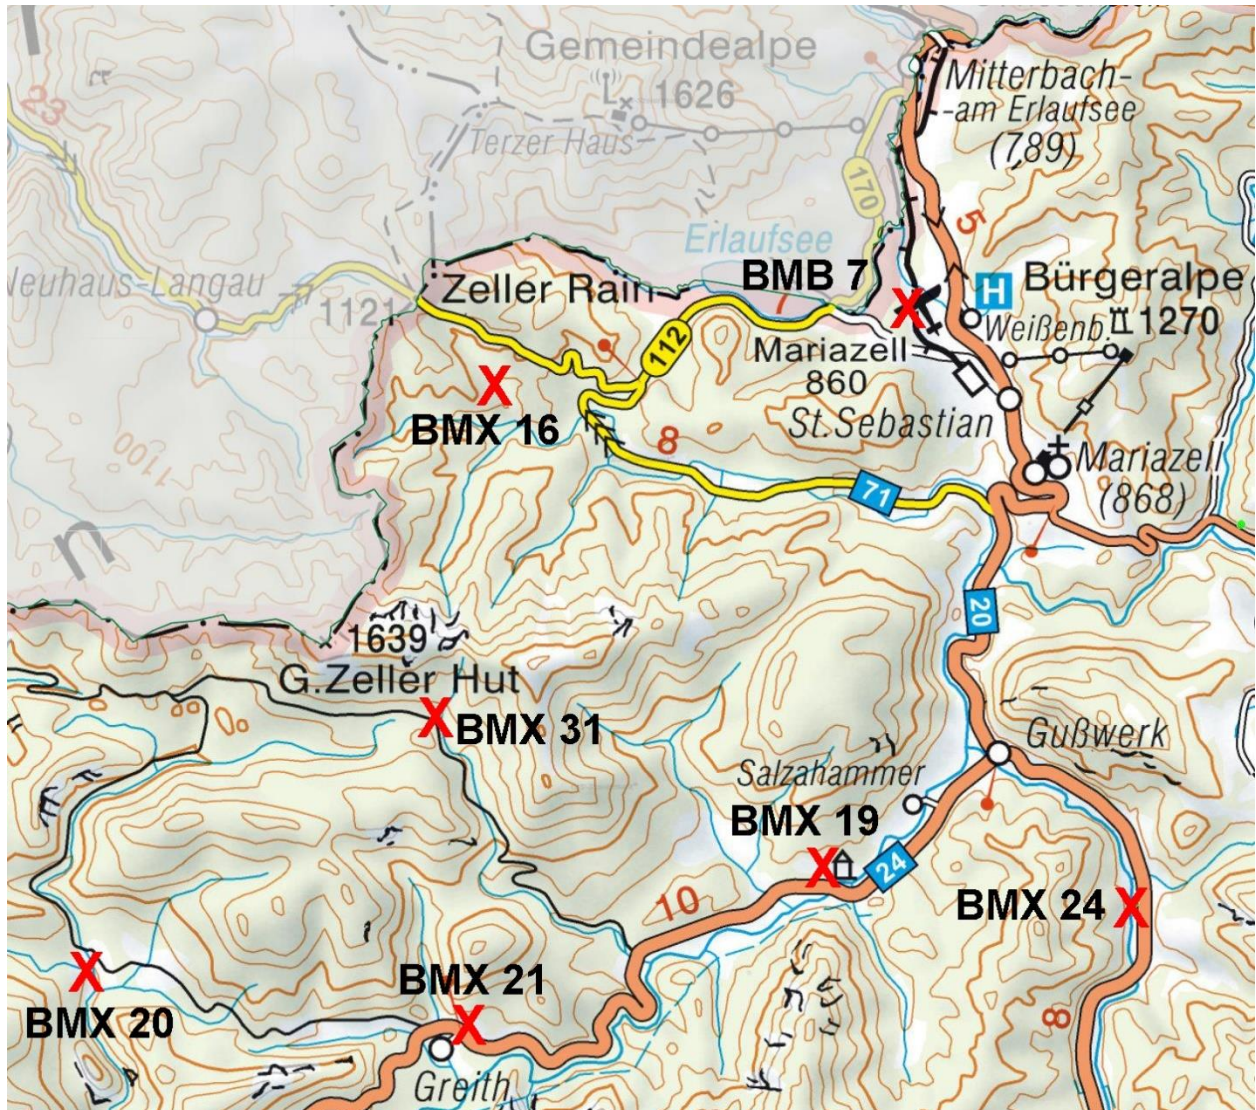 Gemeindealpe
1626
Terzer Haus
23
Mitterbach-
-am Erlaufsee
(789)
170
5
Erlaufsee
Neuhaus-Langau
1121
Zeller Rain
BMB 7
H
Bürgeralpe
Weißenb.
1270
112
Mariazell
860
BMX 16
8
St.Sebastian
Mariazell
(868)
1100
71
n
20
1639
G.Zeller Hut
BMX 31
Gußwerk
Salzahammer
BMX 19
24
10
BMX 24
BMX 21
BMX 20
8
Greith